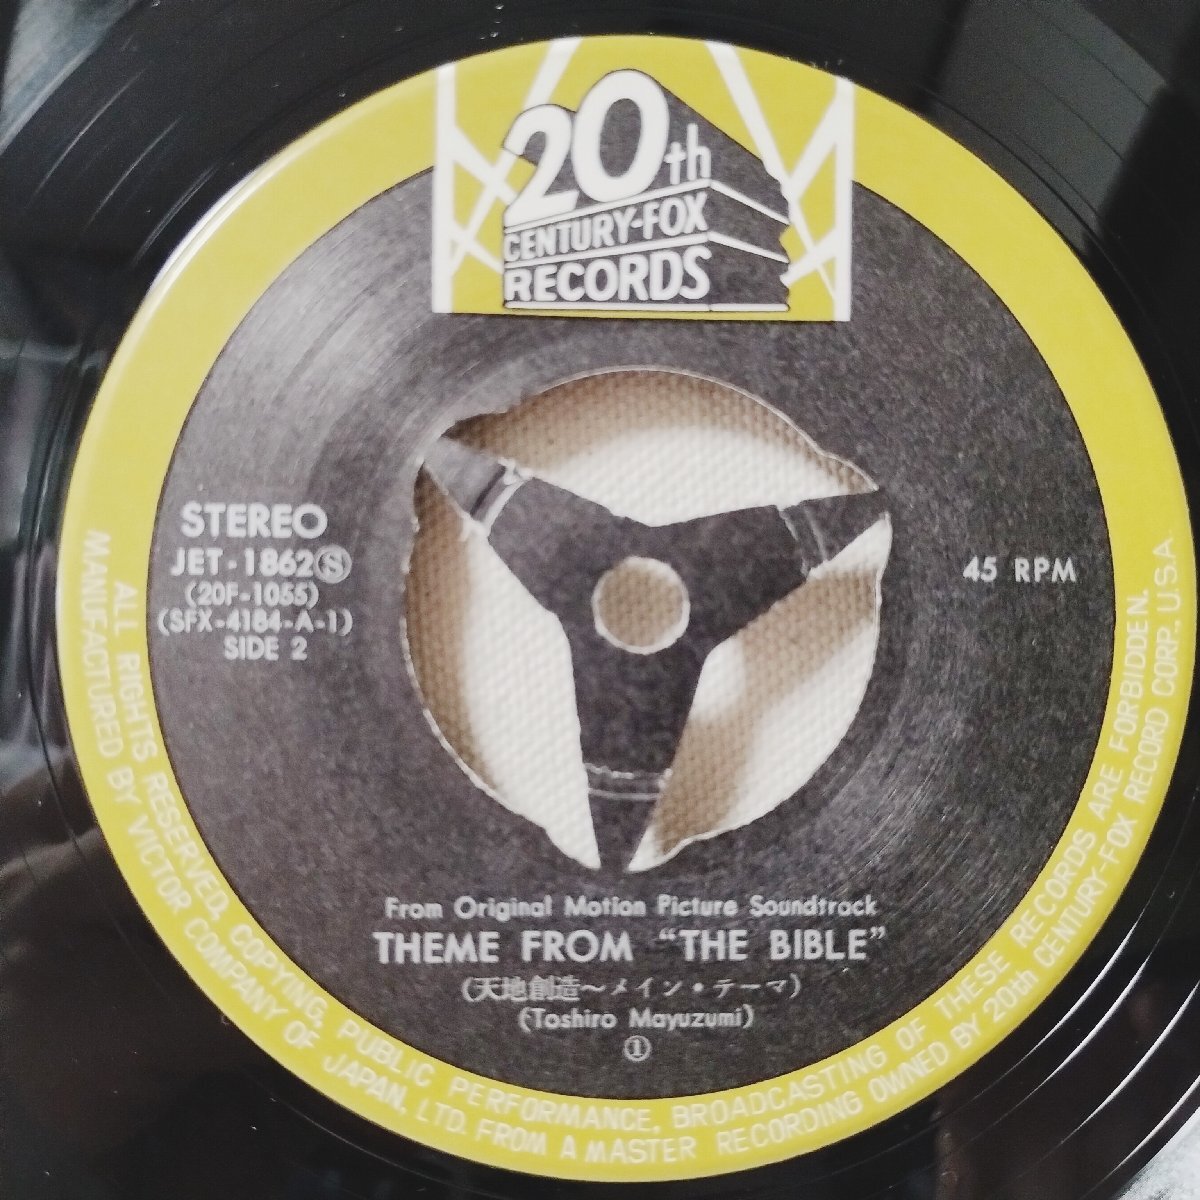 20th
CENTURY-FOX
RECORDS
STEREO
JET-1862Ⓢ
(20F-1055)
(SFX-4184-A-1)
SIDE 2
45 RPM
From Original Motion Picture Soundtrack
THEME FROM “THE BIBLE”
(天地創造～メイン・テーマ)
(Toshiro Mayuzumi)
①
ALL RIGHTS RESERVED, COPYING, PUBLIC PERFORMANCE, BROADCASTING OF THESE RECORDS ARE FORBIDDEN.
MANUFACTURED BY VICTOR COMPANY OF JAPAN, LTD. FROM A MASTER RECORDING OWNED BY 20th CENTURY-FOX RECORD CORP., U.S.A